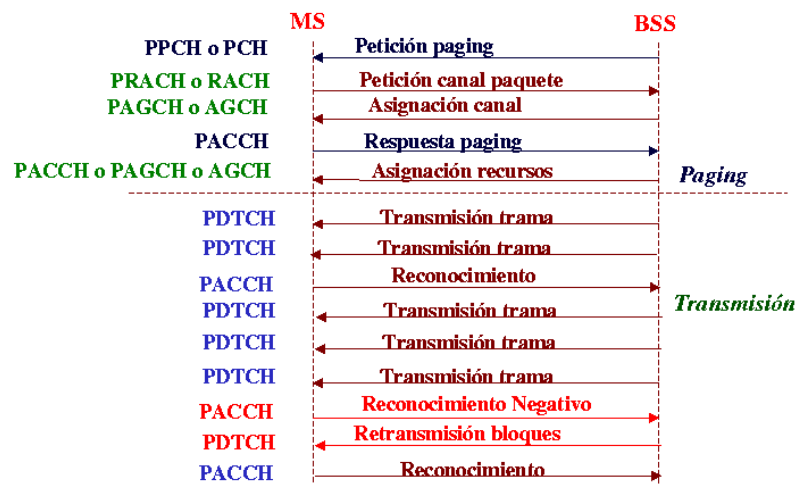 MS BSS
PPCH o PCH Petición paging
PRACH o RACH Petición canal paquete
PAGCH o AGCH Asignación canal
PACCH Respuesta paging
PACCH o PAGCH o AGCH Asignación recursos Paging
PDTCH Transmisión trama
PDTCH Transmisión trama
PACCH Reconocimiento
PDTCH Transmisión trama Transmisión
PDTCH Transmisión trama
PDTCH Transmisión trama
PACCH Reconocimiento Negativo
PDTCH Retransmisión bloques
PACCH Reconocimiento